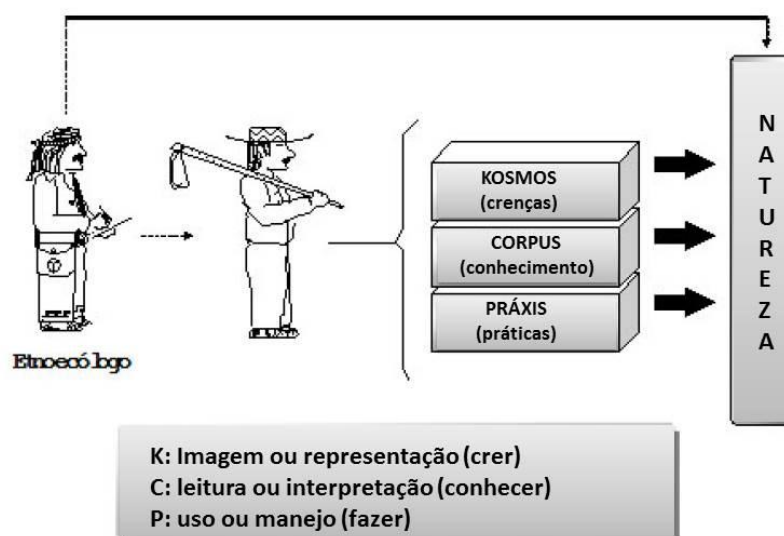 Etnoecólogo
KOSMOS
(crenças)
CORPUS
(conhecimento)
PRÁXIS
(práticas)
NATUREZA
K: Imagem ou representação (crer)
C: leitura ou interpretação (conhecer)
P: uso ou manejo (fazer)